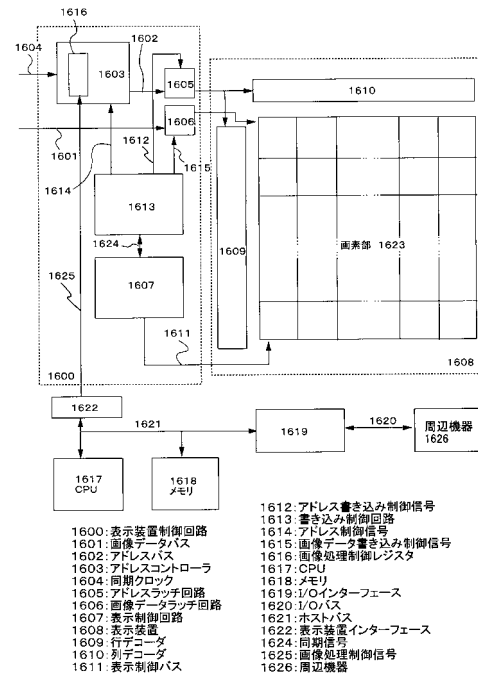 1616
1604
1602
1603
1605
1610
1606
1601
1612
1615
1614
1613
1609
画素部 1623
1624
1625
1607
1611
1600
1608
1622
1621
1619
1620
周辺機器
1626
1617
CPU
1618
メモリ
1600:表示装置制御回路
1601:画像データバス
1602:アドレスバス
1603:アドレスコントローラ
1604:同期クロック
1605:アドレスラッチ回路
1606:画像データラッチ回路
1607:表示制御回路
1608:表示装置
1609:行デコーダ
1610:列デコーダ
1611:表示制御バス
1612:アドレス書き込み制御信号
1613:書き込み制御回路
1614:アドレス制御信号
1615:画像データ書き込み制御信号
1616:画像処理制御レジスタ
1617:CPU
1618:メモリ
1619:I/Oインターフェース
1620:I/Oバス
1621:ホストバス
1622:表示装置インターフェース
1624:同期信号
1625:画像処理制御信号
1626:周辺機器